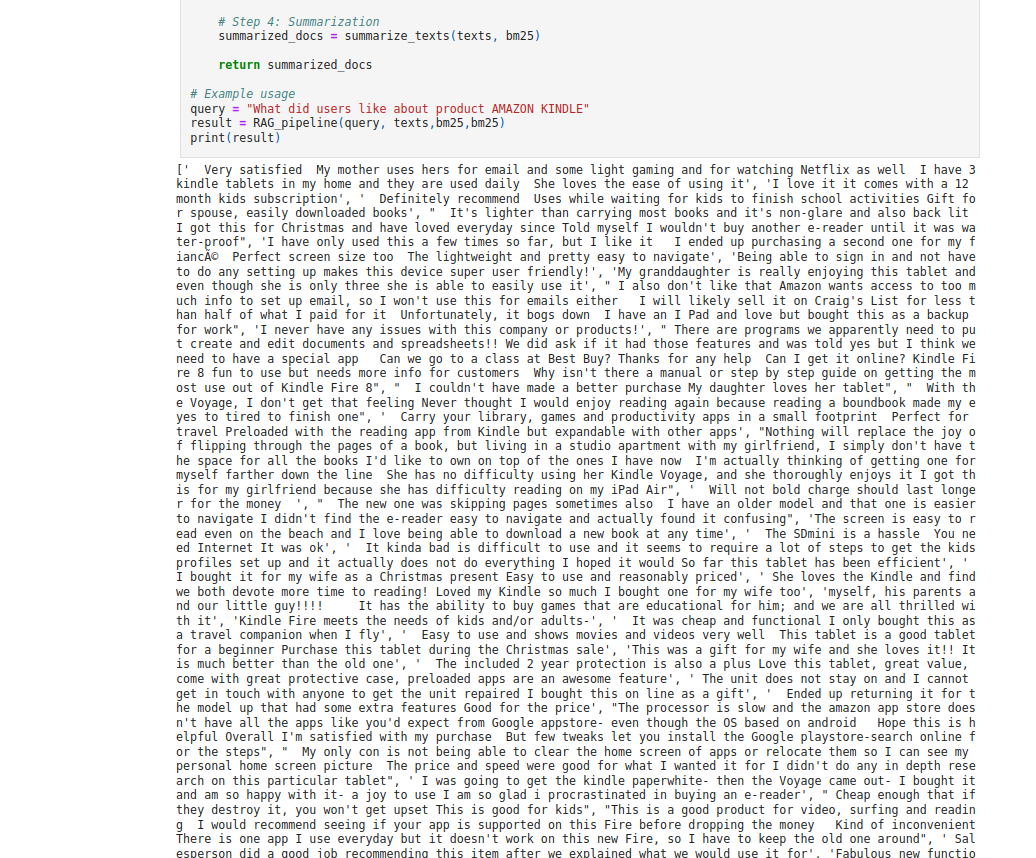 # Step 4: Summarization
summarized_docs = summarize_texts(texts, bm25)
return summarized_docs
# Example usage
query = "What did users like about product AMAZON KINDLE"
result = RAG_pipeline(query, texts,bm25,bm25)
print(result)
['  Very satisfied  My mother uses hers for email and some light gaming and for watching Netflix as well  I have 3
kindle tablets in my home and they are used daily  She loves the ease of using it', 'I love it it comes with a 12
month kids subscription', '  Definitely recommend  Uses while waiting for kids to finish school activities Gift fo
r spouse, easily downloaded books', "  It's lighter than carrying most books and it's non-glare and also back lit
I got this for Christmas and have loved everyday since Told myself I wouldn't buy another e-reader until it was wa
ter-proof", 'I have only used this a few times so far, but I like it   I ended up purchasing a second one for my f
iancÃ©  Perfect screen size too  The lightweight and pretty easy to navigate', 'Being able to sign in and not have
to do any setting up makes this device super user friendly!', 'My granddaughter is really enjoying this tablet and
even though she is only three she is able to easily use it', " I also don't like that Amazon wants access to too m
uch info to set up email, so I won't use this for emails either   I will likely sell it on Craig's List for less t
han half of what I paid for it  Unfortunately, it bogs down  I have an I Pad and love but bought this as a backup
for work", 'I never have any issues with this company or products!', " There are programs we apparently need to pu
t create and edit documents and spreadsheets!! We did ask if it had those features and was told yes but I think we
need to have a special app   Can we go to a class at Best Buy? Thanks for any help  Can I get it online? Kindle Fi
re 8 fun to use but needs more info for customers  Why isn't there a manual or step by step guide on getting the m
ost use out of Kindle Fire 8", "  I couldn't have made a better purchase My daughter loves her tablet", "  With th
e Voyage, I don't get that feeling Never thought I would enjoy reading again because reading a boundbook made my e
yes to tired to finish one", '  Carry your library, games and productivity apps in a small footprint  Perfect for
travel Preloaded with the reading app from Kindle but expandable with other apps', "Nothing will replace the joy o
f flipping through the pages of a book, but living in a studio apartment with my girlfriend, I simply don't have t
he space for all the books I'd like to own on top of the ones I have now  I'm actually thinking of getting one for
myself farther down the line  She has no difficulty using her Kindle Voyage, and she thoroughly enjoys it I got th
is for my girlfriend because she has difficulty reading on my iPad Air", '  Will not bold charge should last longe
r for the money  ', "  The new one was skipping pages sometimes also  I have an older model and that one is easier
to navigate I didn't find the e-reader easy to navigate and actually found it confusing", 'The screen is easy to r
ead even on the beach and I love being able to download a new book at any time', '  The SDmini is a hassle  You ne
ed Internet It was ok', '  It kinda bad is difficult to use and it seems to require a lot of steps to get the kids
profiles set up and it actually does not do everything I hoped it would So far this tablet has been efficient', '
I bought it for my wife as a Christmas present Easy to use and reasonably priced', ' She loves the Kindle and find
we both devote more time to reading! Loved my Kindle so much I bought one for my wife too', 'myself, his parents a
nd our little guy!!!!     It has the ability to buy games that are educational for him; and we are all thrilled wi
th it', 'Kindle Fire meets the needs of kids and/or adults-', '  It was cheap and functional I only bought this as
a travel companion when I fly', '  Easy to use and shows movies and videos very well  This tablet is a good tablet
for a beginner Purchase this tablet during the Christmas sale', 'This was a gift for my wife and she loves it!! It
is much better than the old one', '  The included 2 year protection is also a plus Love this tablet, great value,
come with great protective case, preloaded apps are an awesome feature', ' The unit does not stay on and I cannot
get in touch with anyone to get the unit repaired I bought this on line as a gift', '  Ended up returning it for t
he model up that had some extra features Good for the price', "The processor is slow and the amazon app store does
n't have all the apps like you'd expect from Google appstore- even though the OS based on android   Hope this is h
elpful Overall I'm satisfied with my purchase  But few tweaks let you install the Google playstore-search online f
or the steps", "  My only con is not being able to clear the home screen of apps or relocate them so I can see my
personal home screen picture  The price and speed were good for what I wanted it for I didn't do any in depth rese
arch on this particular tablet", ' I was going to get the kindle paperwhite- then the Voyage came out- I bought it
and am so happy with it- a joy to use I am so glad i procrastinated in buying an e-reader', " Cheap enough that if
they destroy it, you won't get upset This is good for kids", "This is a good product for video, surfing and readin
g  I would recommend seeing if your app is supported on this Fire before dropping the money   Kind of inconvenient
There is one app I use everyday but it doesn't work on this new Fire, so I have to keep the old one around", ' Sal
esperson did a good job recommending this item after we explained what we would use it for', 'Fabulous new functio